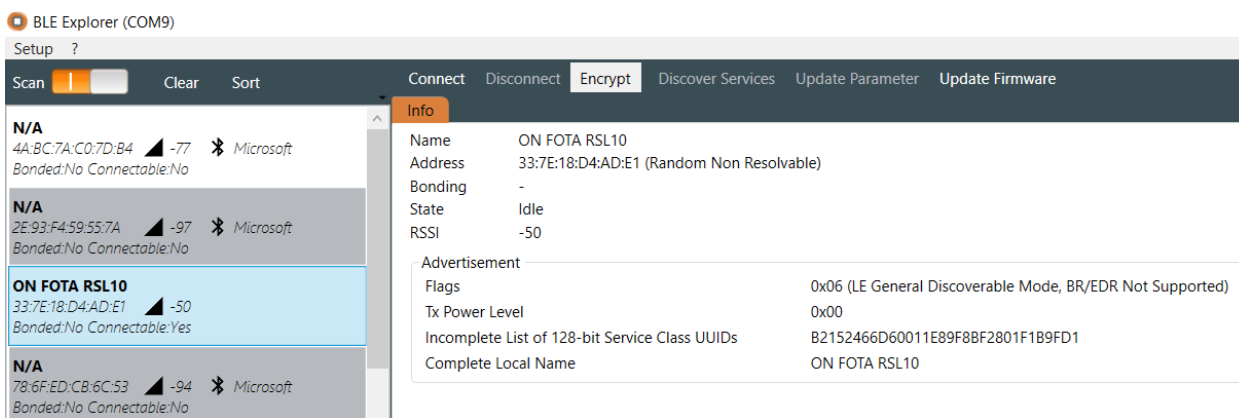 BLE Explorer (COM9)
Setup ?
Scan Clear Sort
N/A
4A:BC:7A:C0:7D:B4 -77 Microsoft
Bonded:No Connectable:No
N/A
2E:93:F4:59:55:7A -97 Microsoft
Bonded:No Connectable:No
ON FOTA RSL10
33:7E:18:D4:AD:E1 -50
Bonded:No Connectable:Yes
N/A
78:6F:ED:CB:6C:53 -94 Microsoft
Bonded:No Connectable:No
Connect Disconnect Encrypt Discover Services Update Parameter Update Firmware
Info
Name ON FOTA RSL10
Address 33:7E:18:D4:AD:E1 (Random Non Resolvable)
Bonding -
State Idle
RSSI -50
Advertisement
Flags 0x06 (LE General Discoverable Mode, BR/EDR Not Supported)
Tx Power Level 0x00
Incomplete List of 128-bit Service Class UUIDs B2152466D60011E89F8BF2801F1B9FD1
Complete Local Name ON FOTA RSL10